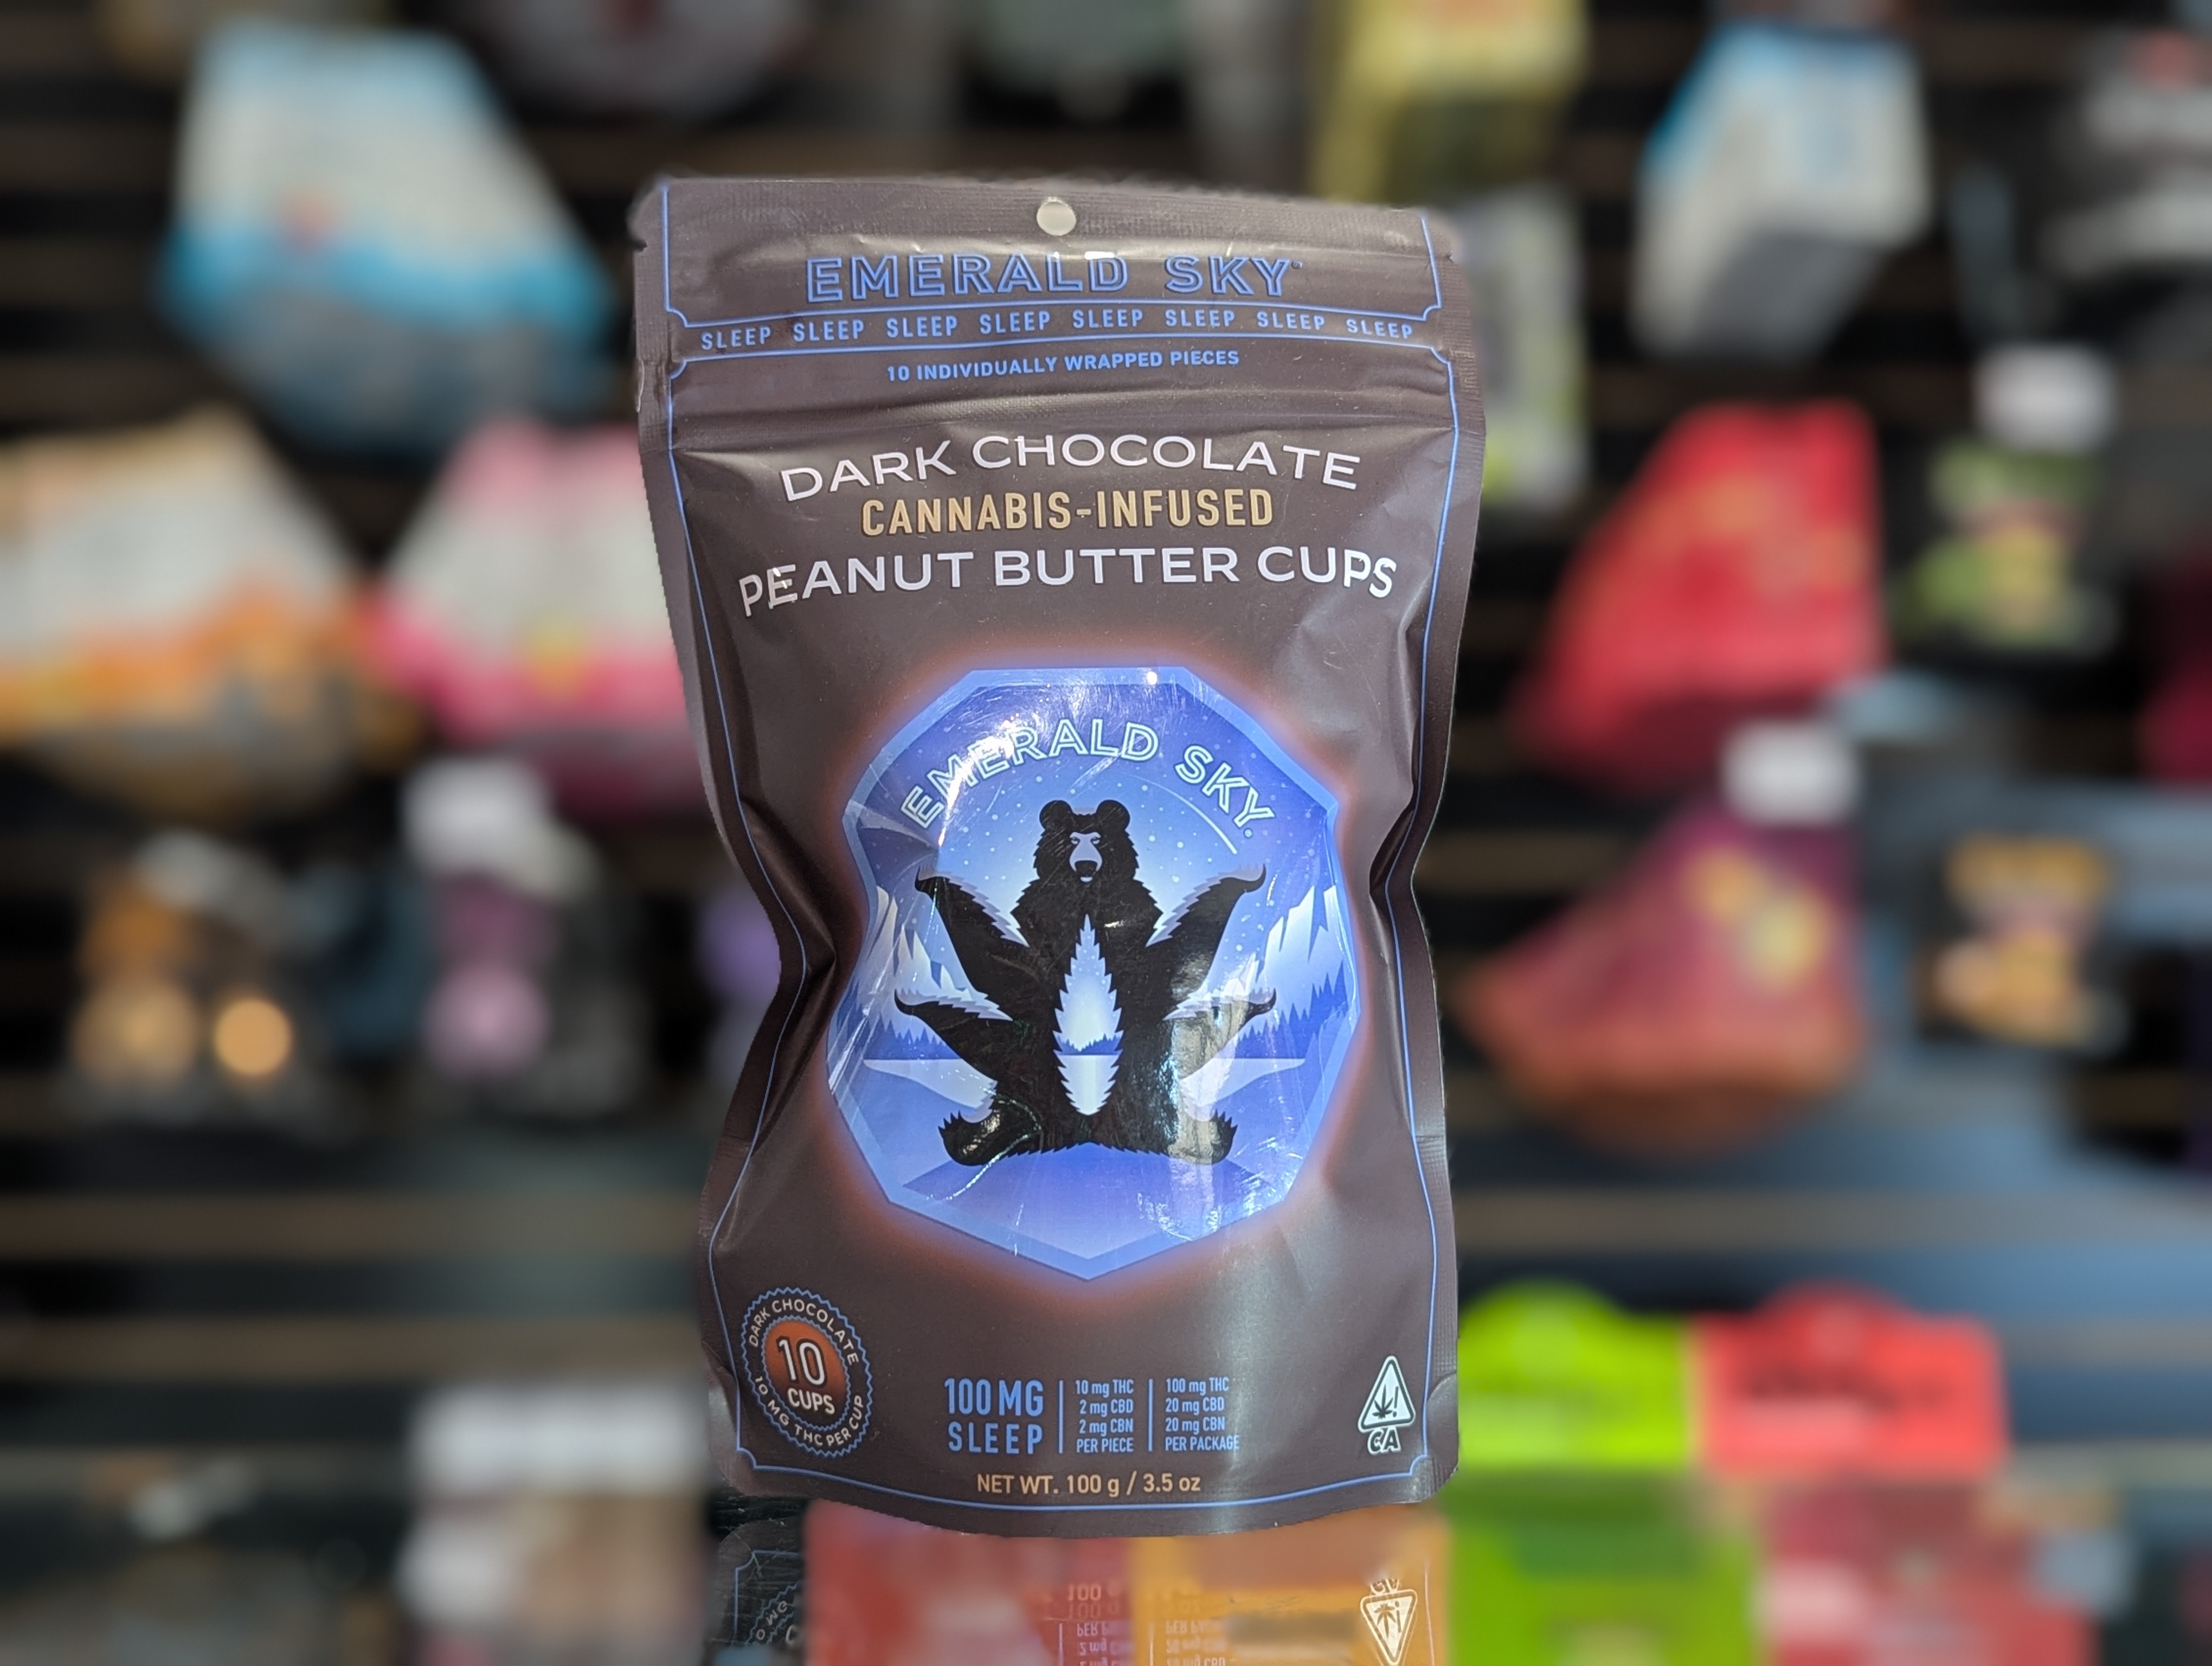 EMERALD SKY
SLEEP SLEEP SLEEP SLEEP SLEEP SLEEP SLEEP SLEEP
10 INDIVIDUALLY WRAPPED PIECES
DARK CHOCOLATE
CANNABIS-INFUSED
PEANUT BUTTER CUPS
EMERALD SKY
DARK CHOCOLATE
10
CUPS
10 MG THC PER CUP
100 MG
SLEEP
10 mg THC
2 mg CBD
2 mg CBN
PER PIECE
100 mg THC
20 mg CBD
20 mg CBN
PER PACKAGE
CA
NET WT. 100 g / 3.5 oz